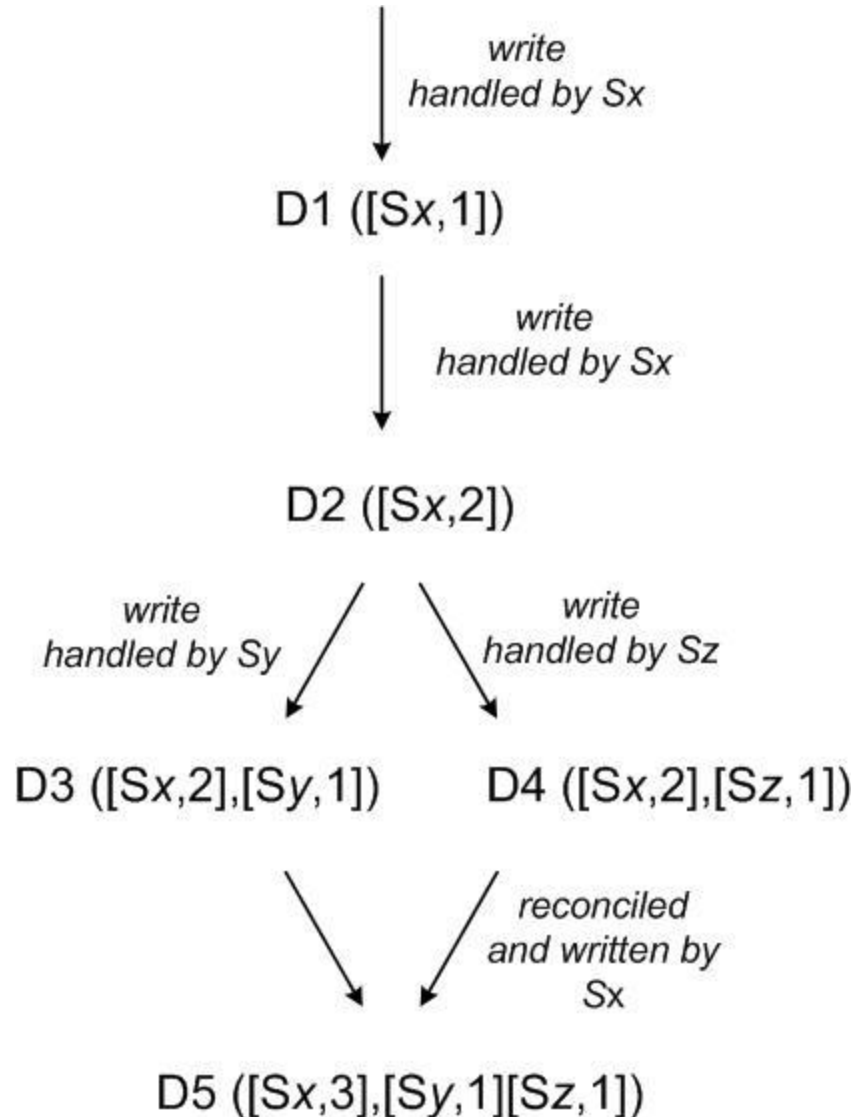 write
handled by Sx
D1 ([Sx,1])
write
handled by Sx
D2 ([Sx,2])
write
handled by Sy
write
handled by Sz
D3 ([Sx,2],[Sy,1])
D4 ([Sx,2],[Sz,1])
reconciled
and written by
Sx
D5 ([Sx,3],[Sy,1][Sz,1])